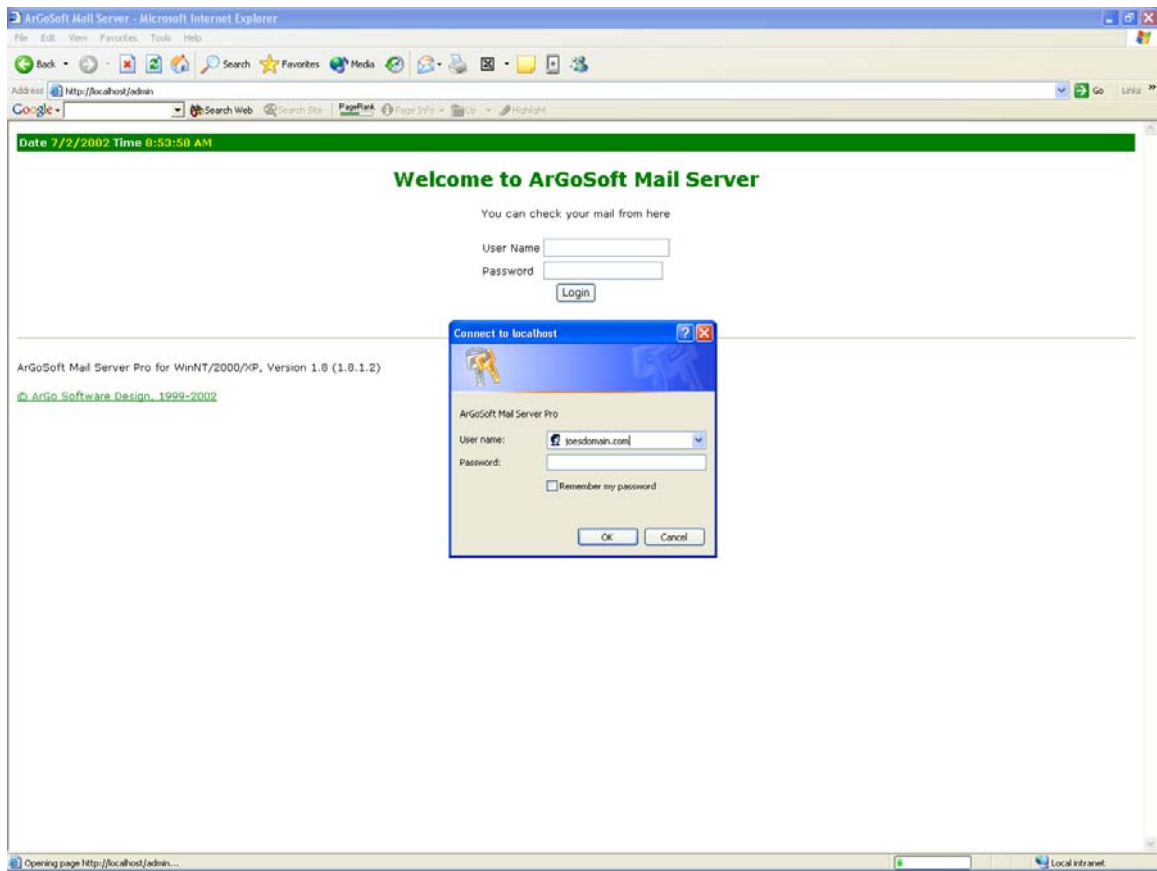 ArGoSoft Mail Server - Microsoft Internet Explorer
File Edit View Favorites Tools Help
Back Search Favorites Media
Address http://localhost/admin Go Links »
Google Search Web Search Site PageRank Page Info Up Highlight
Date 7/2/2002 Time 8:53:58 AM
Welcome to ArGoSoft Mail Server
You can check your mail from here
User Name
Password
Login
Connect to localhost
ArGoSoft Mail Server Pro for WinNT/2000/XP, Version 1.8 (1.8.1.2)
© ArGo Software Design, 1999-2002
ArGoSoft Mail Server Pro
User name: joesdomain.com
Password:
Remember my password
OK Cancel
Opening page http://localhost/admin... Local intranet